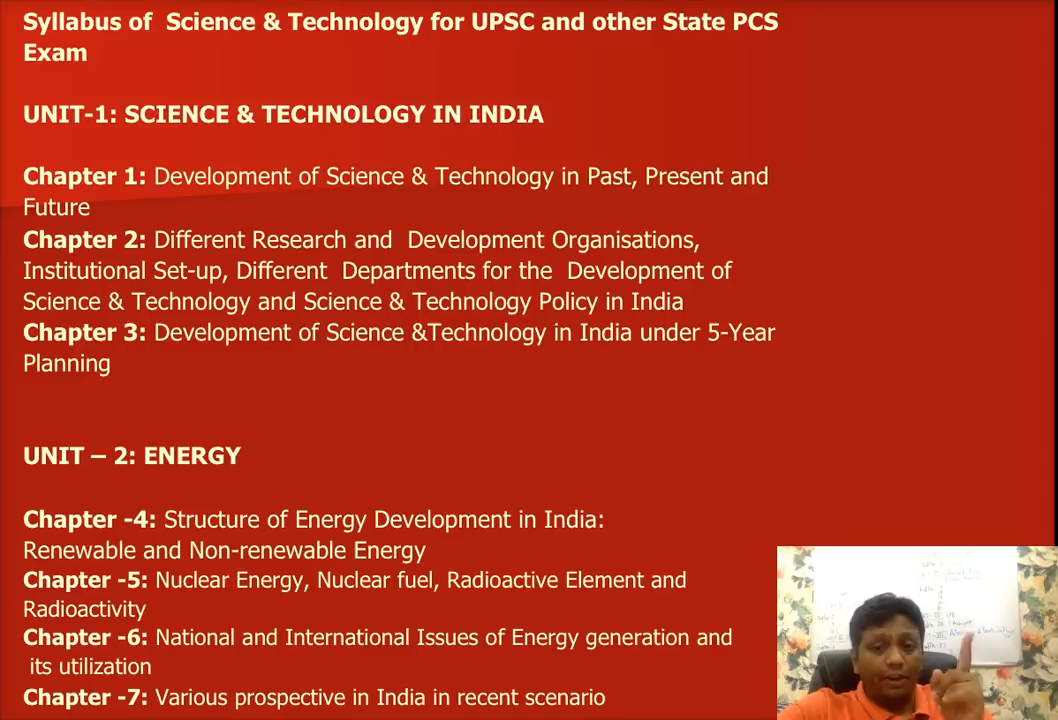 Syllabus of Science & Technology for UPSC and other State PCS
Exam
UNIT-1: SCIENCE & TECHNOLOGY IN INDIA
Chapter 1: Development of Science & Technology in Past, Present and
Future
Chapter 2: Different Research and Development Organisations,
Institutional Set-up, Different Departments for the Development of
Science & Technology and Science & Technology Policy in India
Chapter 3: Development of Science &Technology in India under 5-Year
Planning
UNIT – 2: ENERGY
Chapter -4: Structure of Energy Development in India:
Renewable and Non-renewable Energy
Chapter -5: Nuclear Energy, Nuclear fuel, Radioactive Element and
Radioactivity
Chapter -6: National and International Issues of Energy generation and
its utilization
Chapter -7: Various prospective in India in recent scenario